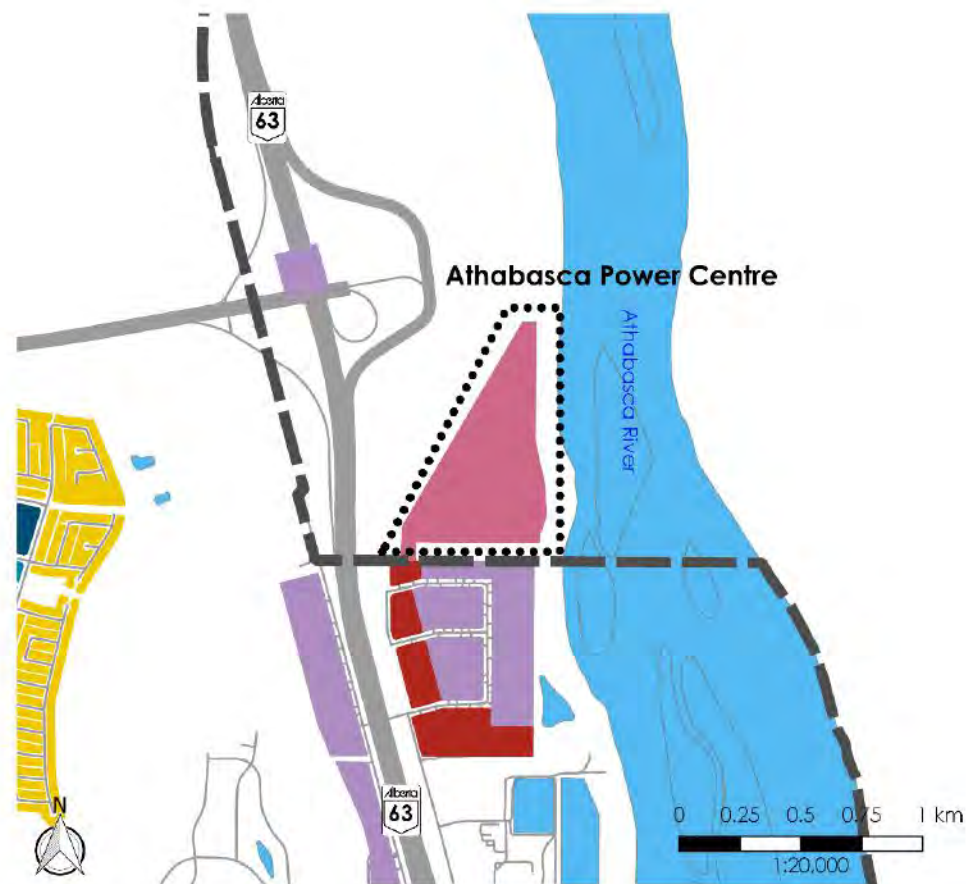 Alberta
63
Athabasca Power Centre
Athabasca River
Alberta
63
N
0 0.25 0.5 0.75 1 km
1:20,000